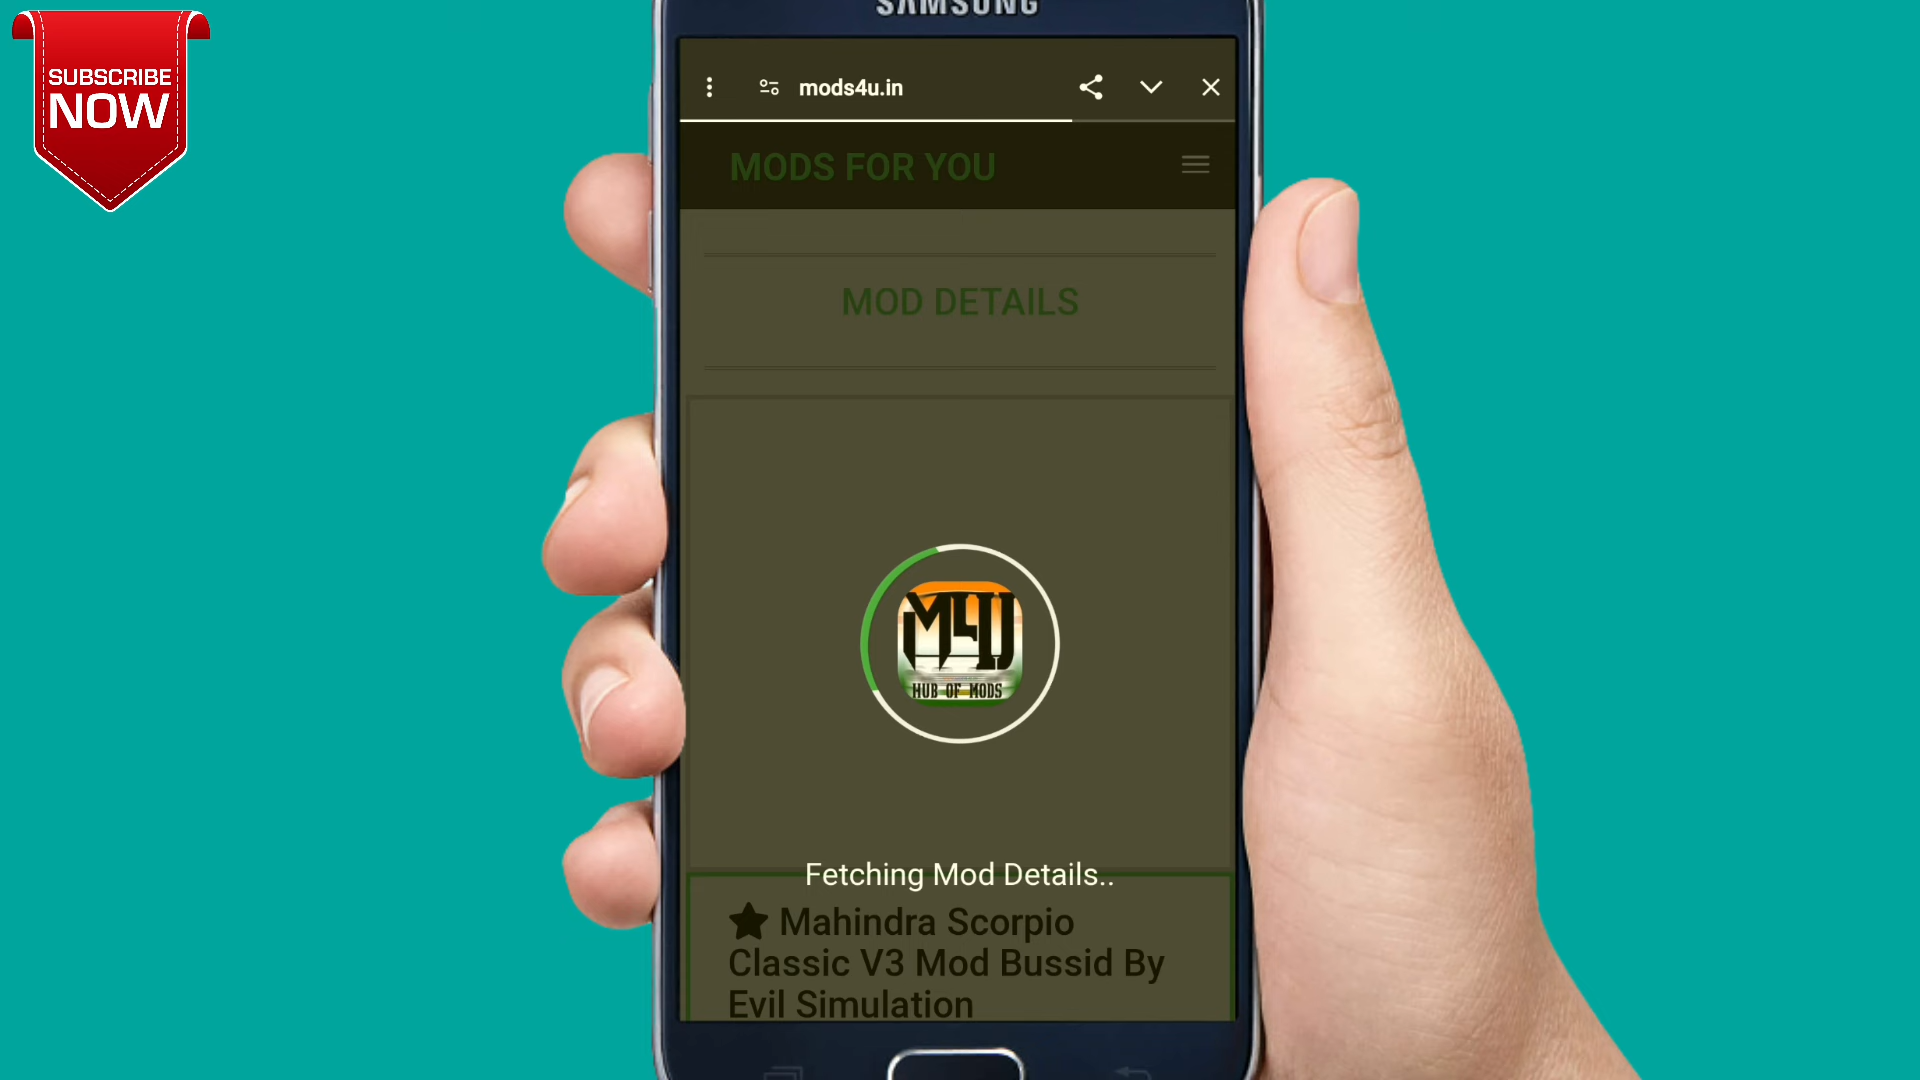 SUBSCRIBE
NOW
SAMSUNG
mods4u.in
MODS FOR YOU
MOD DETAILS
M4U
HUB OF MODS
Fetching Mod Details..
Mahindra Scorpio
Classic V3 Mod Bussid By
Evil Simulation